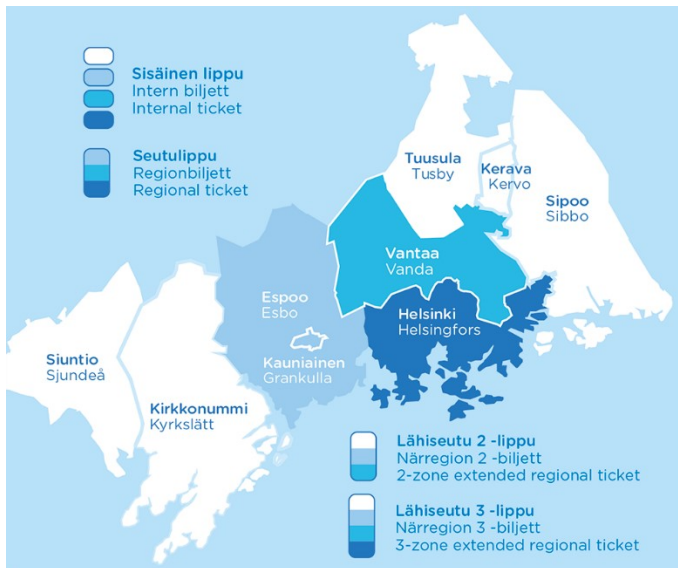 Sisäinen lippu
Intern biljett
Internal ticket
Seutulippu
Regionbiljett
Regional ticket
Tuusula
Tusby
Kerava
Kervo
Sipoo
Sibbo
Vantaa
Vanda
Espoo
Esbo
Helsinki
Helsingfors
Kauniainen
Grankulla
Siuntio
Sjundeå
Kirkkonummi
Kyrkslätt
Lähiseutu 2 -lippu
Närregion 2 -biljett
2-zone extended regional ticket
Lähiseutu 3 -lippu
Närregion 3 -biljett
3-zone extended regional ticket